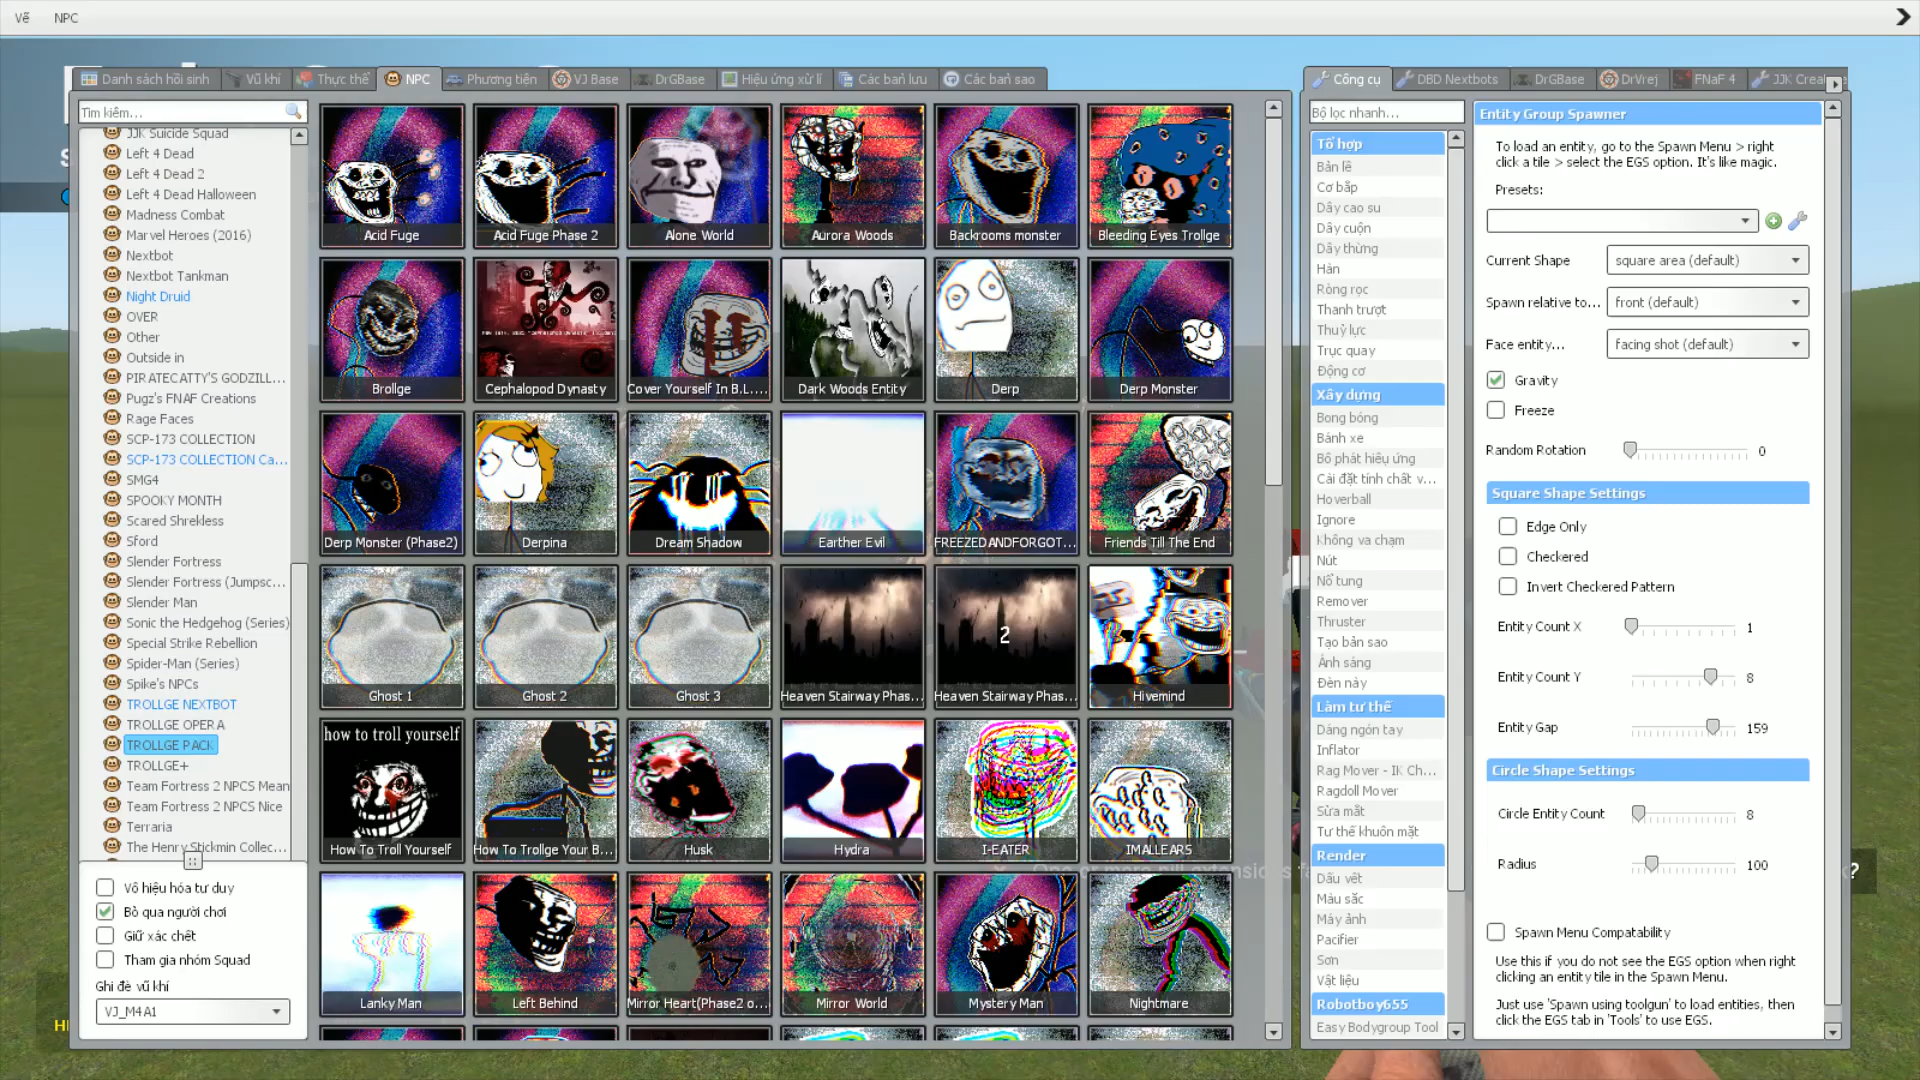 Vẽ NPC
Danh sách hồi sinh Vũ khí Thực thể NPC Phương tiện VJ Base DrGBase Hiệu ứng xử lí Các bản lưu Các bản sao
Tìm kiếm...
JJK Suicide Squad
Left 4 Dead
Left 4 Dead 2
Left 4 Dead Halloween
Madness Combat
Marvel Heroes (2016)
Nextbot
Nextbot Tankman
Night Druid
OVER
Other
Outside in
PIRATECATTY'S GODZILL...
Pugz's FNAF Creations
Rage Faces
SCP-173 COLLECTION
SCP-173 COLLECTION Ca...
SMG4
SPOOKY MONTH
Scared Shrekless
Sford
Slender Fortress
Slender Fortress (Jumpsc...
Slender Man
Sonic the Hedgehog (Series)
Special Strike Rebellion
Spider-Man (Series)
Spike's NPCs
TROLLGE NEXTBOT
TROLLGE OPERA
TROLLGE PACK
TROLLGE+
Team Fortress 2 NPCS Mean
Team Fortress 2 NPCS Nice
Terraria
The Henry Stickmin Collec...
Vô hiệu hóa tư duy
Bỏ qua người chơi
Giữ xác chết
Tham gia nhóm Squad
Ghi đè vũ khí
VJ_M4A1
Acid Fuge
Acid Fuge Phase 2
Alone World
Aurora Woods
Backrooms monster
Bleeding Eyes Trollge
Brollge
Cephalopod Dynasty
Cover Yourself In B.L....
Dark Woods Entity
Derp
Derp Monster
Derp Monster (Phase2)
Derpina
Dream Shadow
Earther Evil
FREEZEDANDFORGOT...
Friends Till The End
Ghost 1
Ghost 2
Ghost 3
Heaven Stairway Phas...
2
Heaven Stairway Phas...
Hivemind
how to troll yourself
How To Troll Yourself
How To Trollge Your B...
Husk
Hydra
I-EATER
IMALLEARS
Lanky Man
Left Behind
Mirror Heart(Phase2 o...
Mirror World
Mystery Man
Nightmare
Công cụ DBD Nextbots DrGBase DrVrej FNaF 4 JJK Crea
Bộ lọc nhanh...
Tổ hợp
Bản lề
Cơ bắp
Dây cao su
Dây cuộn
Dây thừng
Hàn
Ròng rọc
Thanh trượt
Thuỷ lực
Trục quay
Động cơ
Xây dựng
Bong bóng
Bánh xe
Bộ phát hiệu ứng
Cài đặt tính chất v...
Hoverball
Ignore
Không va chạm
Nút
Nổ tung
Remover
Thruster
Tạo bản sao
Ánh sáng
Đèn này
Làm tư thế
Dáng ngón tay
Inflator
Rag Mover - IK Ch...
Ragdoll Mover
Sửa mắt
Tư thế khuôn mặt
Render
Dấu vết
Màu sắc
Máy ảnh
Pacifier
Sơn
Vật liệu
Robotboy655
Easy Bodygroup Tool
Entity Group Spawner
To load an entity, go to the Spawn Menu > right
click a tile > select the EGS option. It's like magic.
Presets:
Current Shape square area (default)
Spawn relative to... front (default)
Face entity... facing shot (default)
Gravity
Freeze
Random Rotation 0
Square Shape Settings
Edge Only
Checkered
Invert Checkered Pattern
Entity Count X 1
Entity Count Y 8
Entity Gap 159
Circle Shape Settings
Circle Entity Count 8
Radius 100
Spawn Menu Compatability
Use this if you do not see the EGS option when right
clicking an entity tile in the Spawn Menu.
Just use 'Spawn using toolgun' to load entities, then
click the EGS tab in 'Tools' to use EGS.